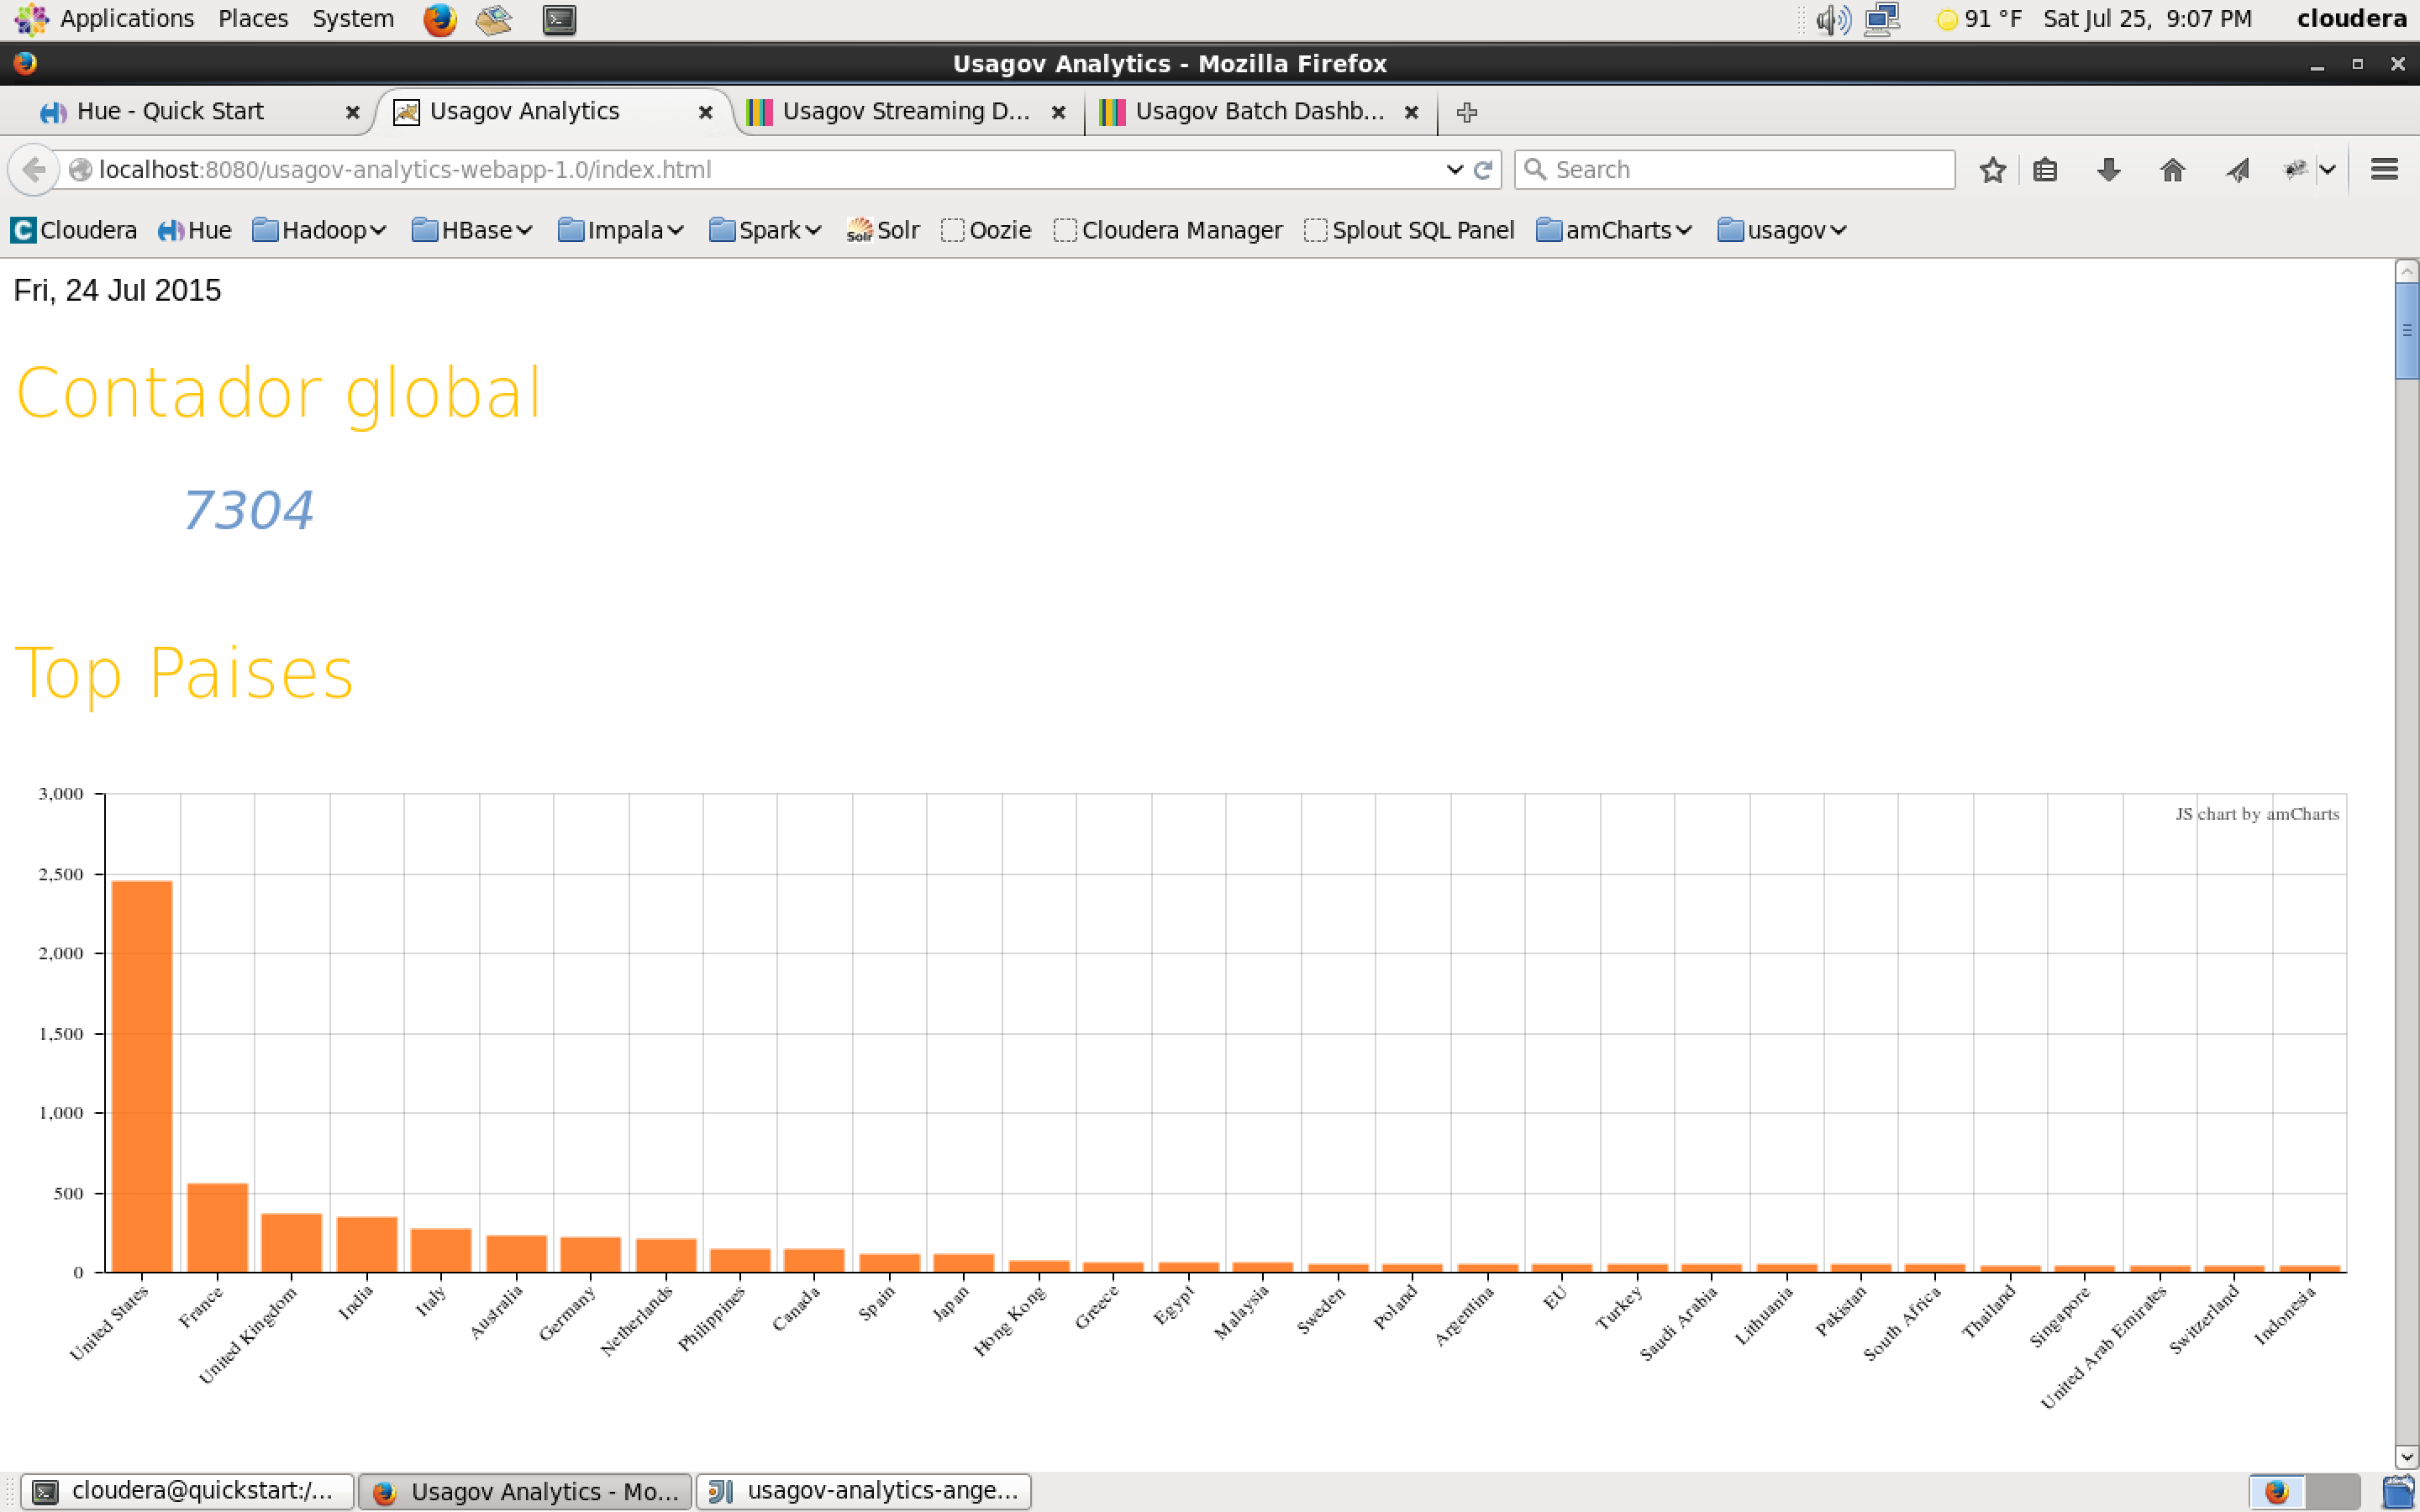 Applications Places System 91 °F Sat Jul 25, 9:07 PM cloudera
Usagov Analytics - Mozilla Firefox
Hue - Quick Start Usagov Analytics Usagov Streaming D... Usagov Batch Dashb...
localhost:8080/usagov-analytics-webapp-1.0/index.html Search
Cloudera Hue Hadoop HBase Impala Spark Solr Solr Oozie Cloudera Manager Splout SQL Panel amCharts usagov
Fri, 24 Jul 2015
Contador global
7304
Top Paises
JS chart by amCharts
3,000
2,500
2,000
1,500
1,000
500
0
United States
France
United Kingdom
India
Italy
Australia
Germany
Netherlands
Philippines
Canada
Spain
Japan
Hong Kong
Greece
Egypt
Malaysia
Sweden
Poland
Argentina
EU
Turkey
Saudi Arabia
Lithuania
Pakistan
South Africa
Thailand
Singapore
United Arab Emirates
Switzerland
Indonesia
cloudera@quickstart:/... Usagov Analytics - Mo... usagov-analytics-ange...